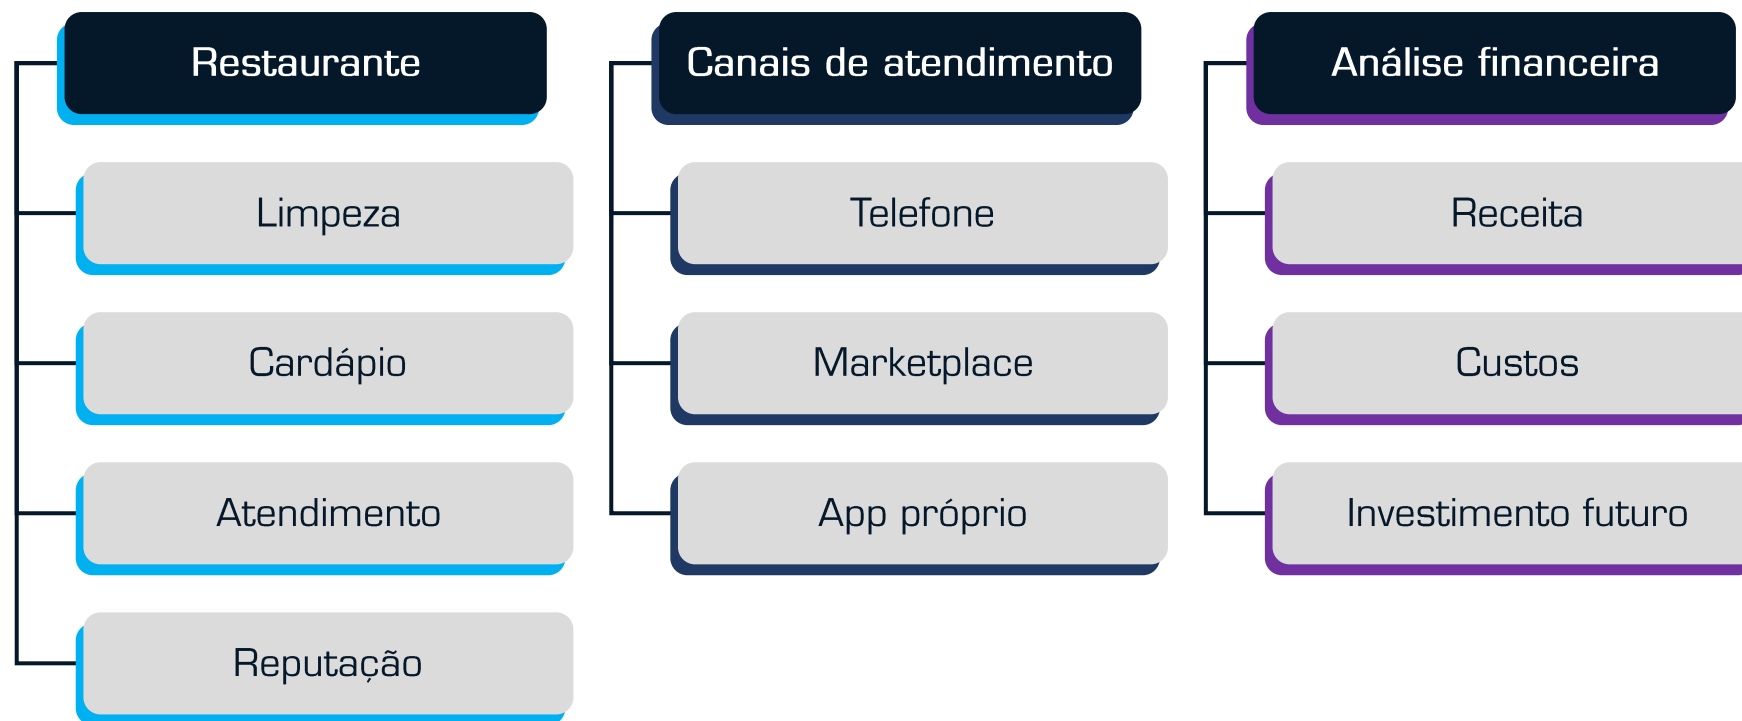 Restaurante
Limpeza
Cardápio
Atendimento
Reputação
Canais de atendimento
Telefone
Marketplace
App próprio
Análise financeira
Receita
Custos
Investimento futuro